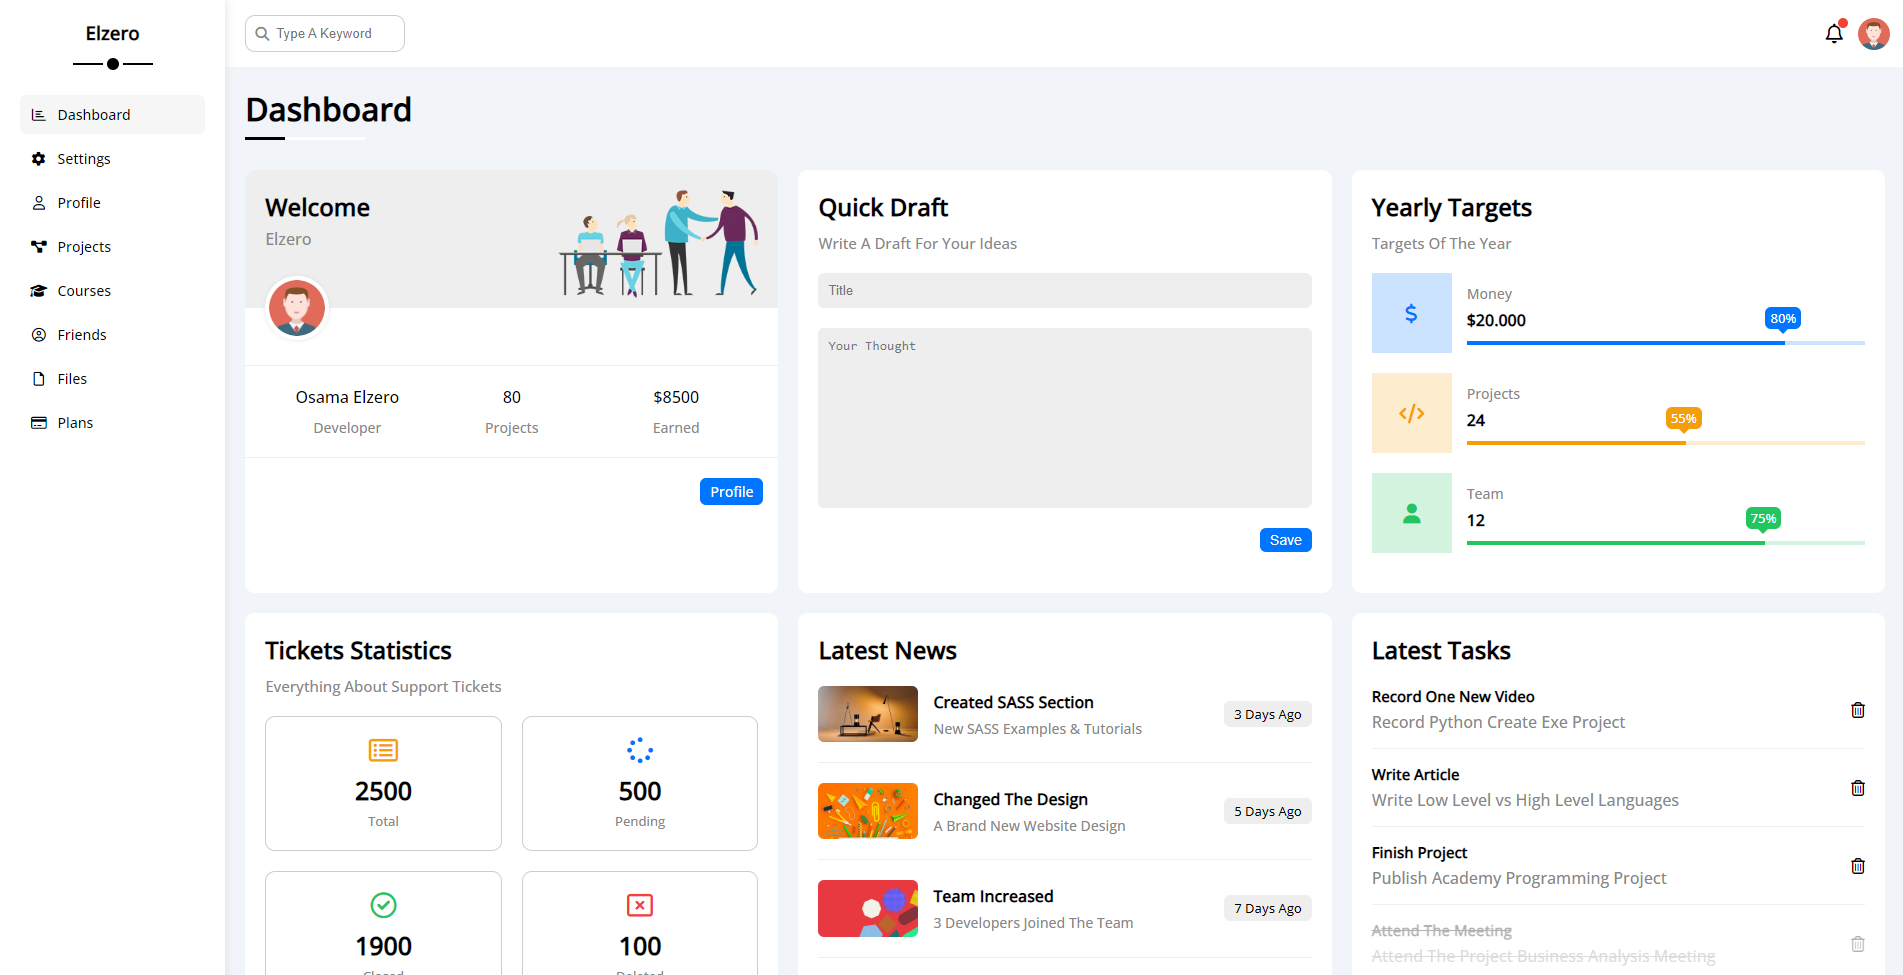 Elzero
Type A Keyword
Dashboard
Settings
Profile
Projects
Courses
Friends
Files
Plans
Dashboard
Welcome
Elzero
Osama Elzero
Developer
80
Projects
$8500
Earned
Profile
Quick Draft
Write A Draft For Your Ideas
Title
Your Thought
Save
Yearly Targets
Targets Of The Year
Money
$20.000
80%
Projects
24
55%
Team
12
75%
Tickets Statistics
Everything About Support Tickets
2500
Total
500
Pending
1900
Closed
100
Deleted
Latest News
Created SASS Section
New SASS Examples & Tutorials
3 Days Ago
Changed The Design
A Brand New Website Design
5 Days Ago
Team Increased
3 Developers Joined The Team
7 Days Ago
Latest Tasks
Record One New Video
Record Python Create Exe Project
Write Article
Write Low Level vs High Level Languages
Finish Project
Publish Academy Programming Project
Attend The Meeting
Attend The Project Business Analysis Meeting